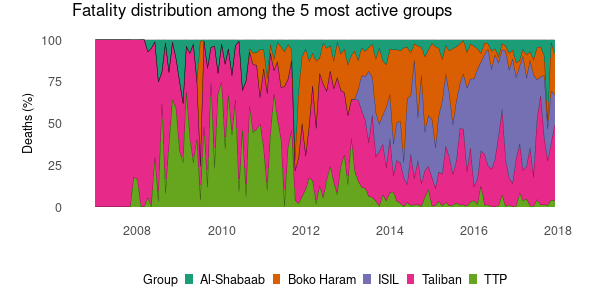 Fatality distribution among the 5 most active groups
100
75
50
25
0
Deaths (%)
2008 2010 2012 2014 2016 2018
Group Al-Shabaab Boko Haram ISIL Taliban TTP